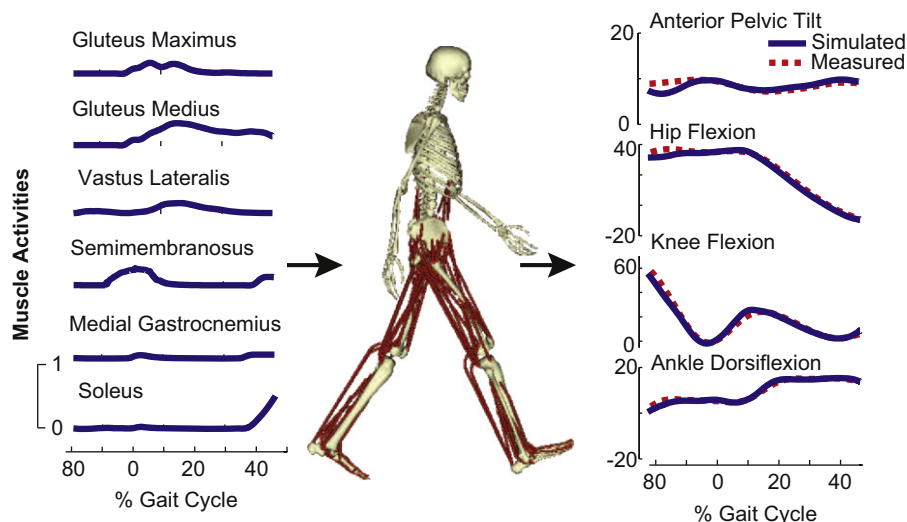 Muscle Activities
Gluteus Maximus
Gluteus Medius
Vastus Lateralis
Semimembranosus
Medial Gastrocnemius
1
Soleus
0
80 0 20 40
% Gait Cycle
Anterior Pelvic Tilt
20
Simulated
Measured
0
Hip Flexion
40
-20
Knee Flexion
60
0
Ankle Dorsiflexion
20
-20
80 0 20 40
% Gait Cycle